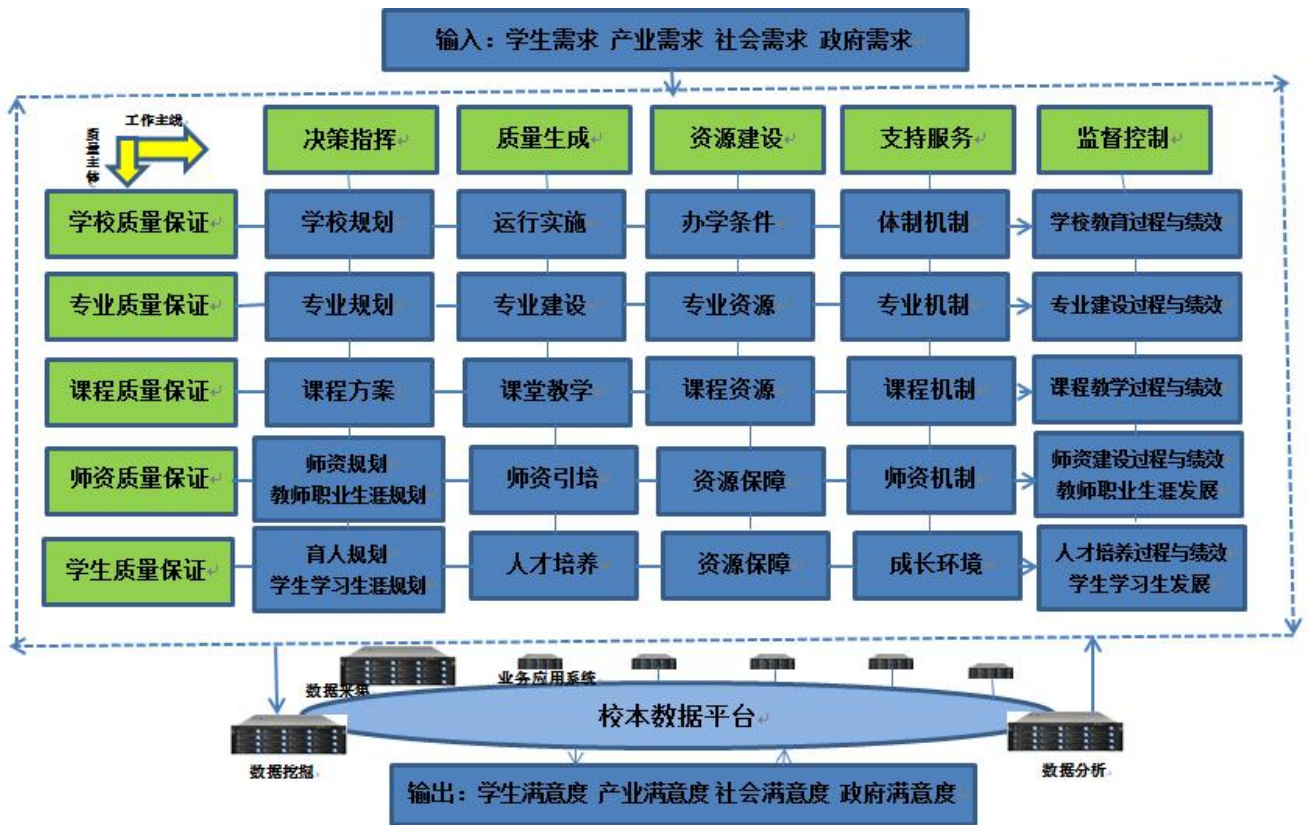 输入：学生需求 产业需求 社会需求 政府需求
工作主线
质量主体
决策指挥
质量生成
资源建设
支持服务
监督控制
学校质量保证
学校规划
运行实施
办学条件
体制机制
学校教育过程与绩效
专业质量保证
专业规划
专业建设
专业资源
专业机制
专业建设过程与绩效
课程质量保证
课程方案
课堂教学
课程资源
课程机制
课程教学过程与绩效
师资质量保证
师资规划
教师职业生涯规划
师资引培
资源保障
师资机制
师资建设过程与绩效
教师职业生涯发展
学生质量保证
育人规划
学生学习生涯规划
人才培养
资源保障
成长环境
人才培养过程与绩效
学生学习生发展
数据采集
业务应用系统
校本数据平台
数据挖掘
数据分析
输出：学生满意度 产业满意度 社会满意度 政府满意度